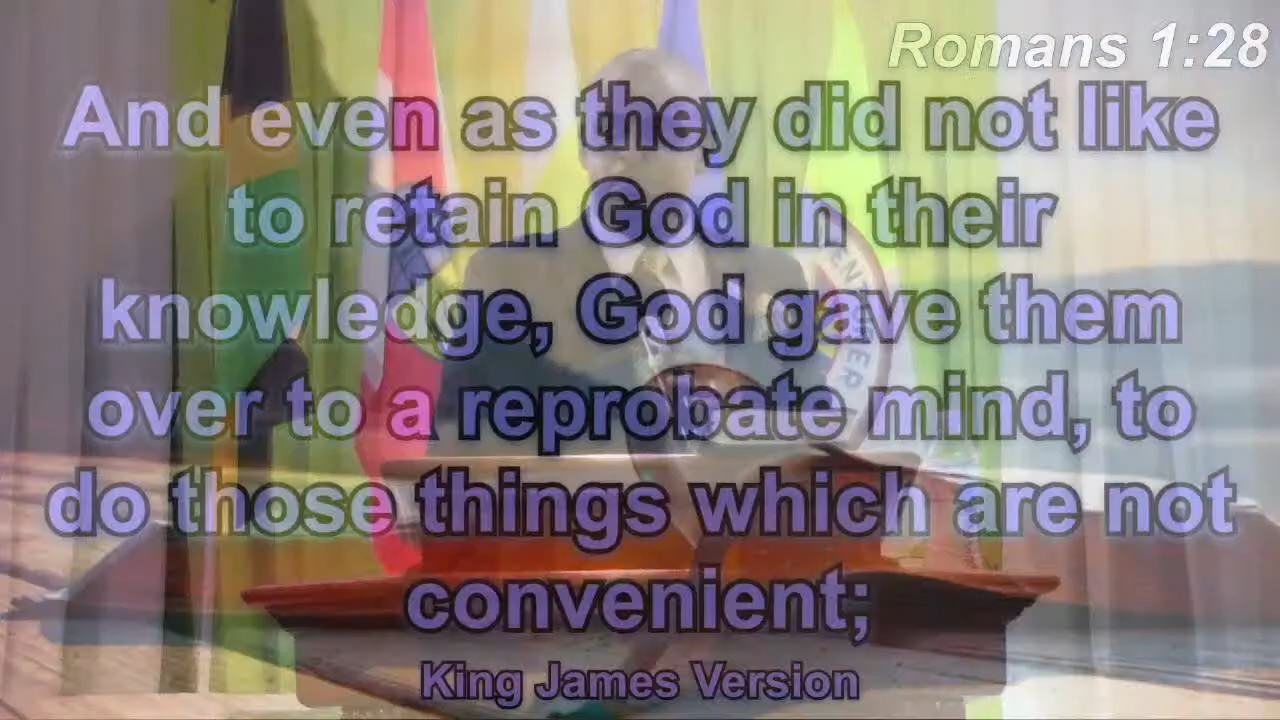 Romans 1:28
And even as they did not like
to retain God in their
knowledge, God gave them
over to a reprobate mind, to
do those things which are not
convenient;
King James Version